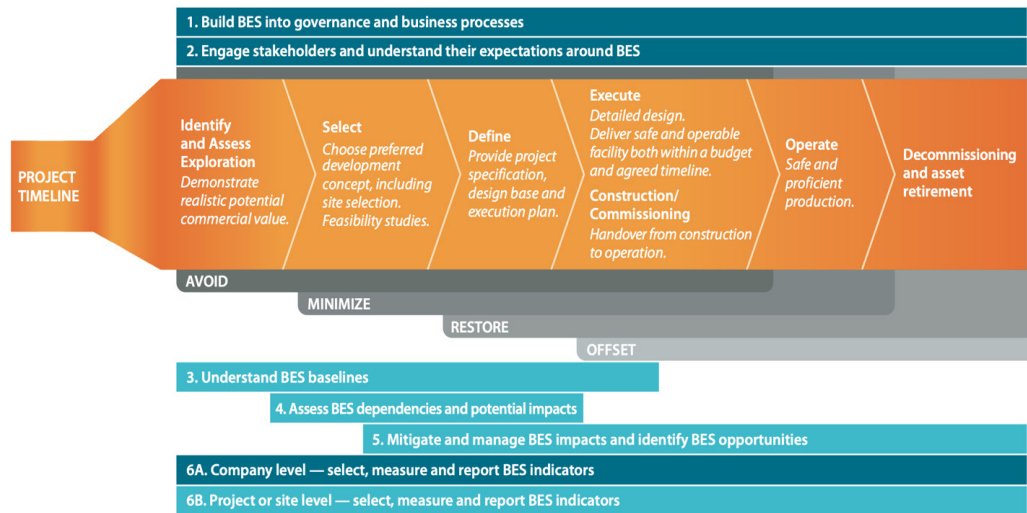 1. Build BES into governance and business processes
2. Engage stakeholders and understand their expectations around BES
PROJECT
TIMELINE
Identify
and Assess
Exploration
Demonstrate
realistic potential
commercial value.
Select
Choose preferred
development
concept, including
site selection.
Feasibility studies.
Define
Provide project
specification,
design base and
execution plan.
Execute
Detailed design.
Deliver safe and operable
facility both within a budget
and agreed timeline.
Construction/
Commissioning
Handover from construction
to operation.
Operate
Safe and
proficient
production.
Decommissioning
and asset
retirement
AVOID
MINIMIZE
RESTORE
OFFSET
3. Understand BES baselines
4. Assess BES dependencies and potential impacts
5. Mitigate and manage BES impacts and identify BES opportunities
6A. Company level — select, measure and report BES indicators
6B. Project or site level — select, measure and report BES indicators